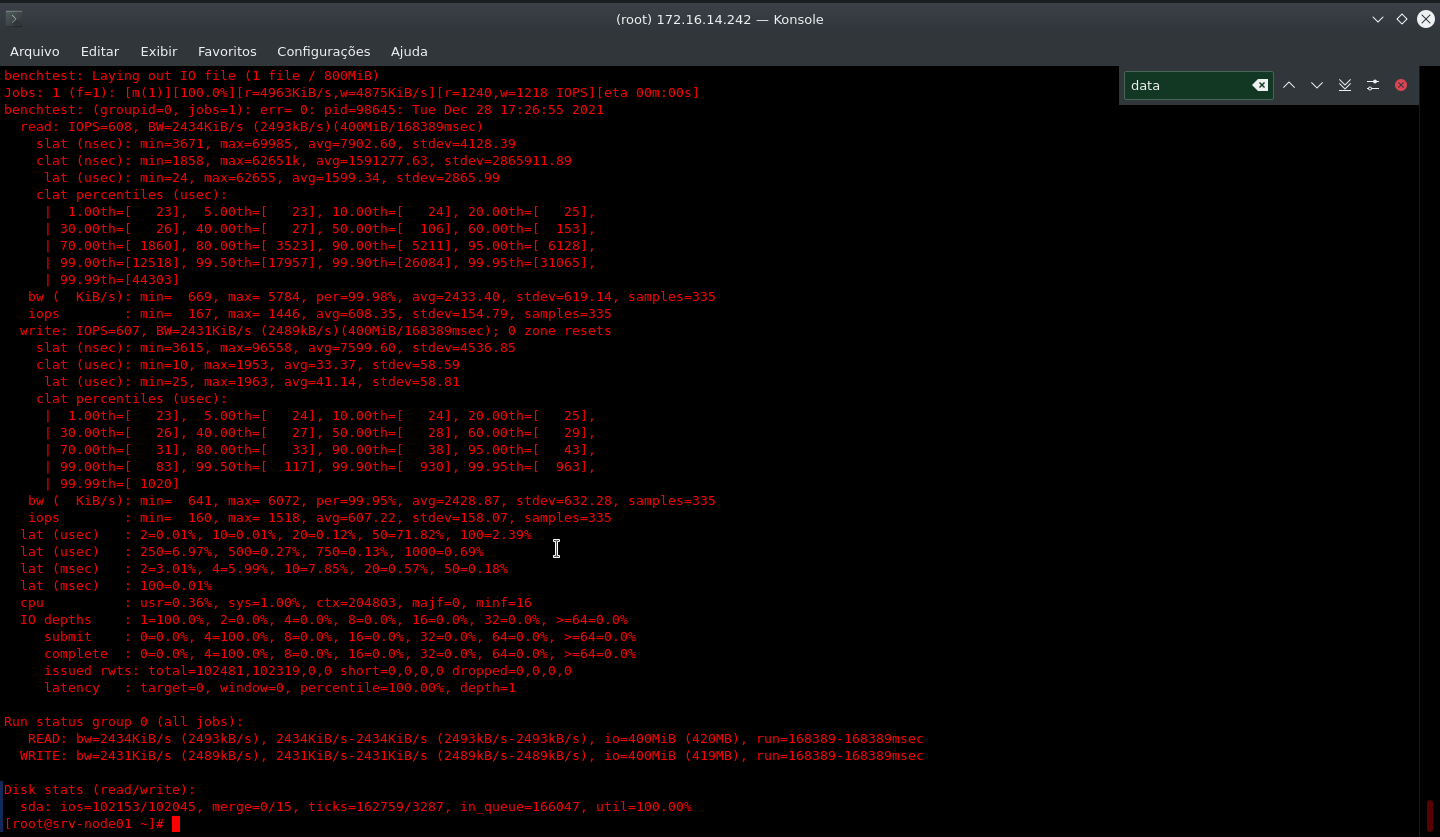 (root) 172.16.14.242 — Konsole
Arquivo Editar Exibir Favoritos Configurações Ajuda
data
benchtest: Laying out IO file (1 file / 800MiB)
Jobs: 1 (f=1): [m(1)][100.0%][r=4963KiB/s,w=4875KiB/s][r=1240,w=1218 IOPS][eta 00m:00s]
benchtest: (groupid=0, jobs=1): err= 0: pid=98645: Tue Dec 28 17:26:55 2021
  read: IOPS=608, BW=2434KiB/s (2493kB/s)(400MiB/168389msec)
    slat (nsec): min=3671, max=69985, avg=7902.60, stdev=4128.39
    clat (nsec): min=1858, max=62651k, avg=1591277.63, stdev=2865911.89
     lat (usec): min=24, max=62655, avg=1599.34, stdev=2865.99
    clat percentiles (usec):
     |  1.00th=[   23],  5.00th=[   23], 10.00th=[   24], 20.00th=[   25],
     | 30.00th=[   26], 40.00th=[   27], 50.00th=[  106], 60.00th=[  153],
     | 70.00th=[ 1860], 80.00th=[ 3523], 90.00th=[ 5211], 95.00th=[ 6128],
     | 99.00th=[12518], 99.50th=[17957], 99.90th=[26084], 99.95th=[31065],
     | 99.99th=[44303]
   bw (  KiB/s): min=  669, max= 5784, per=99.98%, avg=2433.40, stdev=619.14, samples=335
   iops        : min=  167, max= 1446, avg=608.35, stdev=154.79, samples=335
  write: IOPS=607, BW=2431KiB/s (2489kB/s)(400MiB/168389msec); 0 zone resets
    slat (nsec): min=3615, max=96558, avg=7599.60, stdev=4536.85
    clat (usec): min=10, max=1953, avg=33.37, stdev=58.59
     lat (usec): min=25, max=1963, avg=41.14, stdev=58.81
    clat percentiles (usec):
     |  1.00th=[   23],  5.00th=[   24], 10.00th=[   24], 20.00th=[   25],
     | 30.00th=[   26], 40.00th=[   27], 50.00th=[   28], 60.00th=[   29],
     | 70.00th=[   31], 80.00th=[   33], 90.00th=[   38], 95.00th=[   43],
     | 99.00th=[   83], 99.50th=[  117], 99.90th=[  930], 99.95th=[  963],
     | 99.99th=[ 1020]
   bw (  KiB/s): min=  641, max= 6072, per=99.95%, avg=2428.87, stdev=632.28, samples=335
   iops        : min=  160, max= 1518, avg=607.22, stdev=158.07, samples=335
  lat (usec)   : 2=0.01%, 10=0.01%, 20=0.12%, 50=71.82%, 100=2.39%
  lat (usec)   : 250=6.97%, 500=0.27%, 750=0.13%, 1000=0.69%
  lat (msec)   : 2=3.01%, 4=5.99%, 10=7.85%, 20=0.57%, 50=0.18%
  lat (msec)   : 100=0.01%
  cpu          : usr=0.36%, sys=1.00%, ctx=204803, majf=0, minf=16
  IO depths    : 1=100.0%, 2=0.0%, 4=0.0%, 8=0.0%, 16=0.0%, 32=0.0%, >=64=0.0%
     submit    : 0=0.0%, 4=100.0%, 8=0.0%, 16=0.0%, 32=0.0%, 64=0.0%, >=64=0.0%
     complete  : 0=0.0%, 4=100.0%, 8=0.0%, 16=0.0%, 32=0.0%, 64=0.0%, >=64=0.0%
     issued rwts: total=102481,102319,0,0 short=0,0,0,0 dropped=0,0,0,0
     latency   : target=0, window=0, percentile=100.00%, depth=1
Run status group 0 (all jobs):
   READ: bw=2434KiB/s (2493kB/s), 2434KiB/s-2434KiB/s (2493kB/s-2493kB/s), io=400MiB (420MB), run=168389-168389msec
  WRITE: bw=2431KiB/s (2489kB/s), 2431KiB/s-2431KiB/s (2489kB/s-2489kB/s), io=400MiB (419MB), run=168389-168389msec
Disk stats (read/write):
  sda: ios=102153/102045, merge=0/15, ticks=162759/3287, in_queue=166047, util=100.00%
[root@srv-node01 ~]#